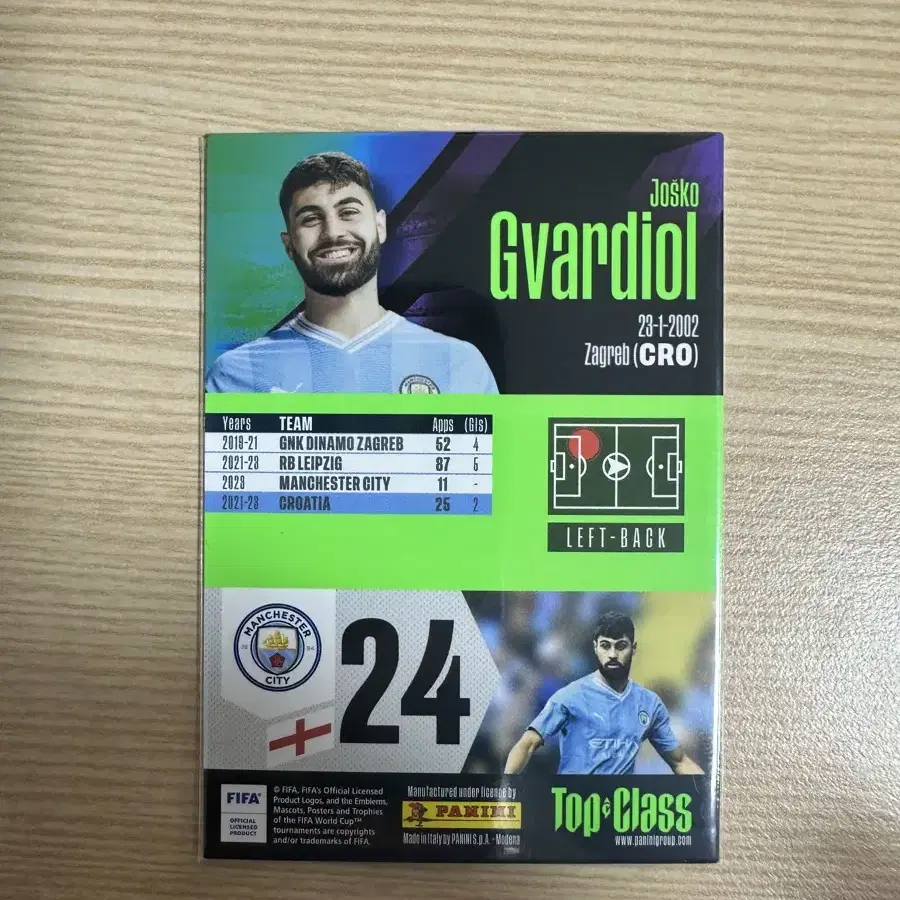 Joško
Gvardiol
23-1-2002
Zagreb (CRO)
Years TEAM Apps (Gls)
2019-21 GNK DINAMO ZAGREB 52 4
2021-23 RB LEIPZIG 87 5
2023 MANCHESTER CITY 11 -
2021-23 CROATIA 25 2
LEFT-BACK
MANCHESTER
18 94
CITY
24
ETIH
FIFA®
OFFICIAL
LICENSED
PRODUCT
© FIFA, FIFA's Official Licensed
Product Logos, and the Emblems,
Mascots, Posters and Trophies
of the FIFA World Cup™
tournaments are copyrights
and/or trademarks of FIFA.
Manufactured under licence by
PANINI
Made in Italy by PANINI S.p.A. - Modena
Top Class
www.paninigroup.com